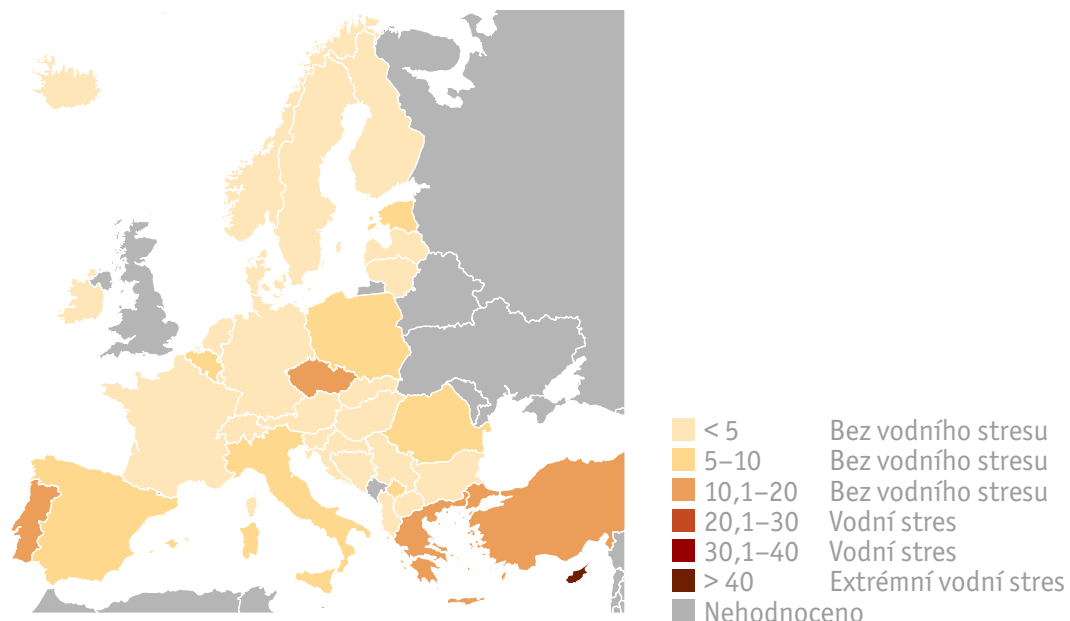 < 5 Bez vodního stresu
5–10 Bez vodního stresu
10,1–20 Bez vodního stresu
20,1–30 Vodní stres
30,1–40 Vodní stres
> 40 Extrémní vodní stres
Nehodnoceno